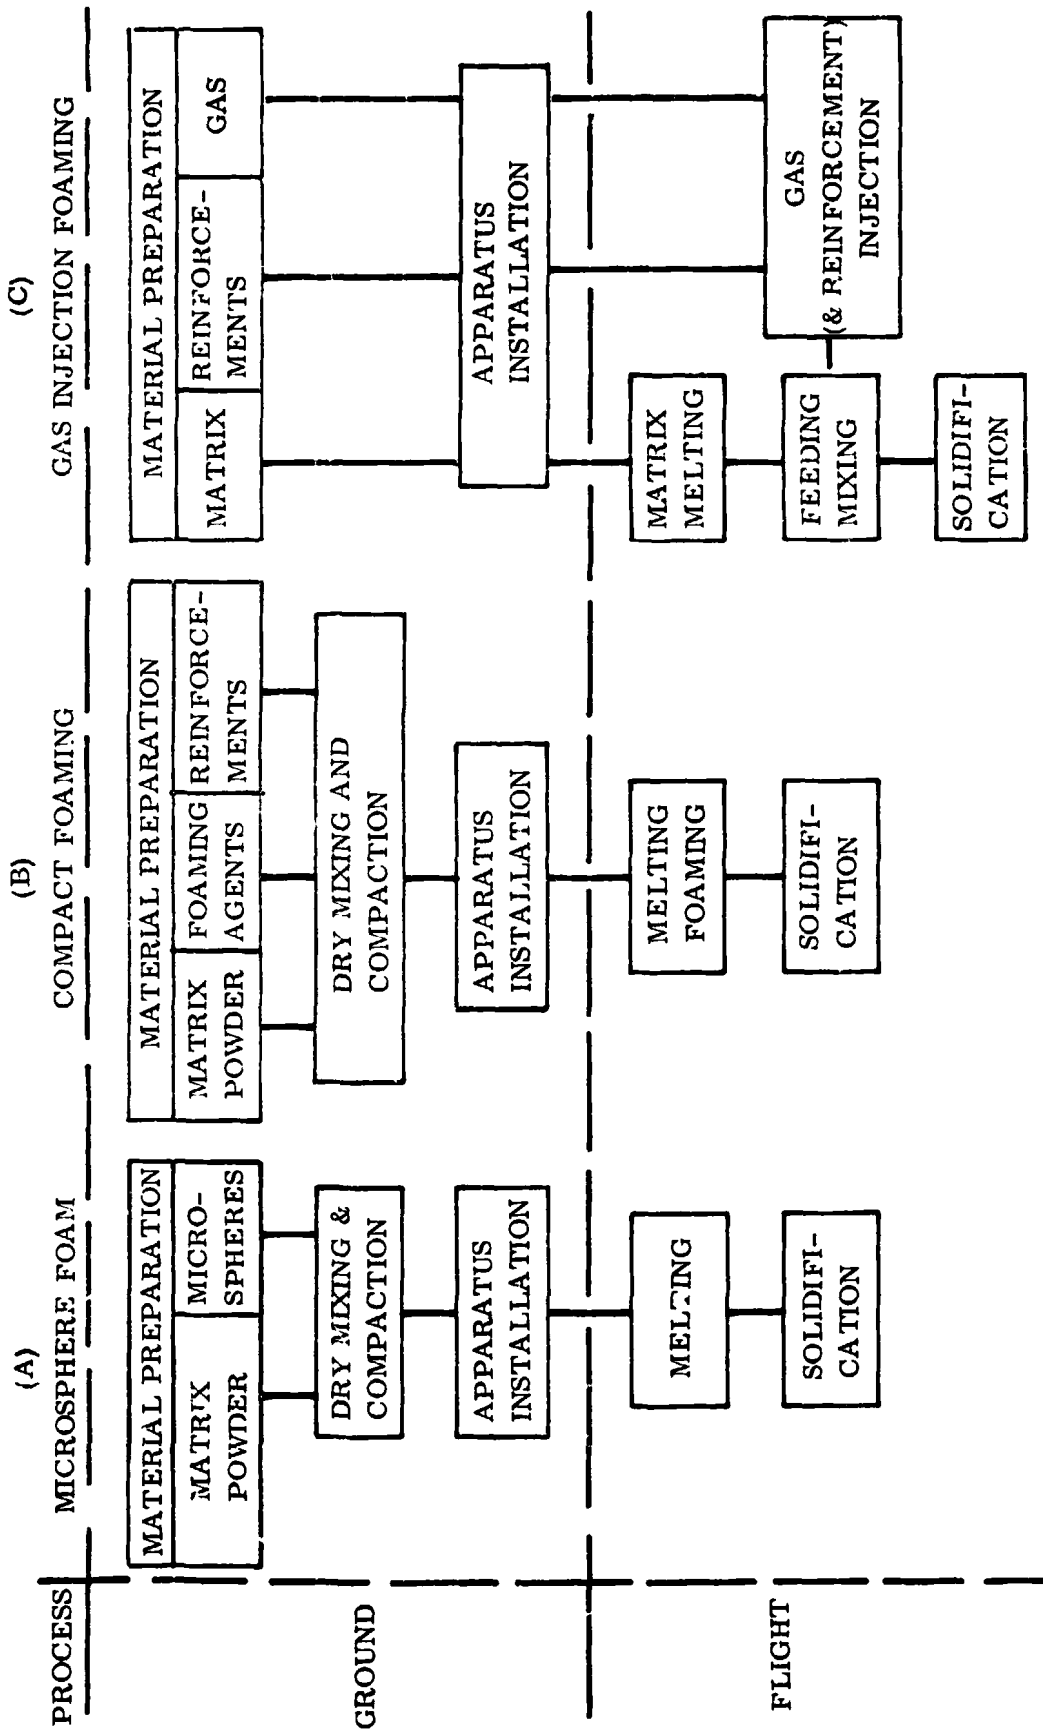 PROCESS
(A)
MICROSPHERE FOAM
(B)
COMPACT FOAMING
(C)
GAS INJECTION FOAMING
GROUND
MATERIAL PREPARATION
MATRIX
POWDER
MICRO-
SPHERES
DRY MIXING &
COMPACTION
APPARATUS
INSTALLATION
MATERIAL PREPARATION
MATRIX
POWDER
FOAMING
AGENTS
REINFORCE-
MENTS
DRY MIXING AND
COMPACTION
APPARATUS
INSTALLATION
MATERIAL PREPARATION
MATRIX
REINFORCE-
MENTS
GAS
APPARATUS
INSTALLATION
FLIGHT
MELTING
SOLIDIFI-
CATION
MELTING
FOAMING
SOLIDIFI-
CATION
MATRIX
MELTING
FEEDING
MIXING
GAS
(& REINFORCEMENT)
INJECTION
SOLIDIFI-
CATION